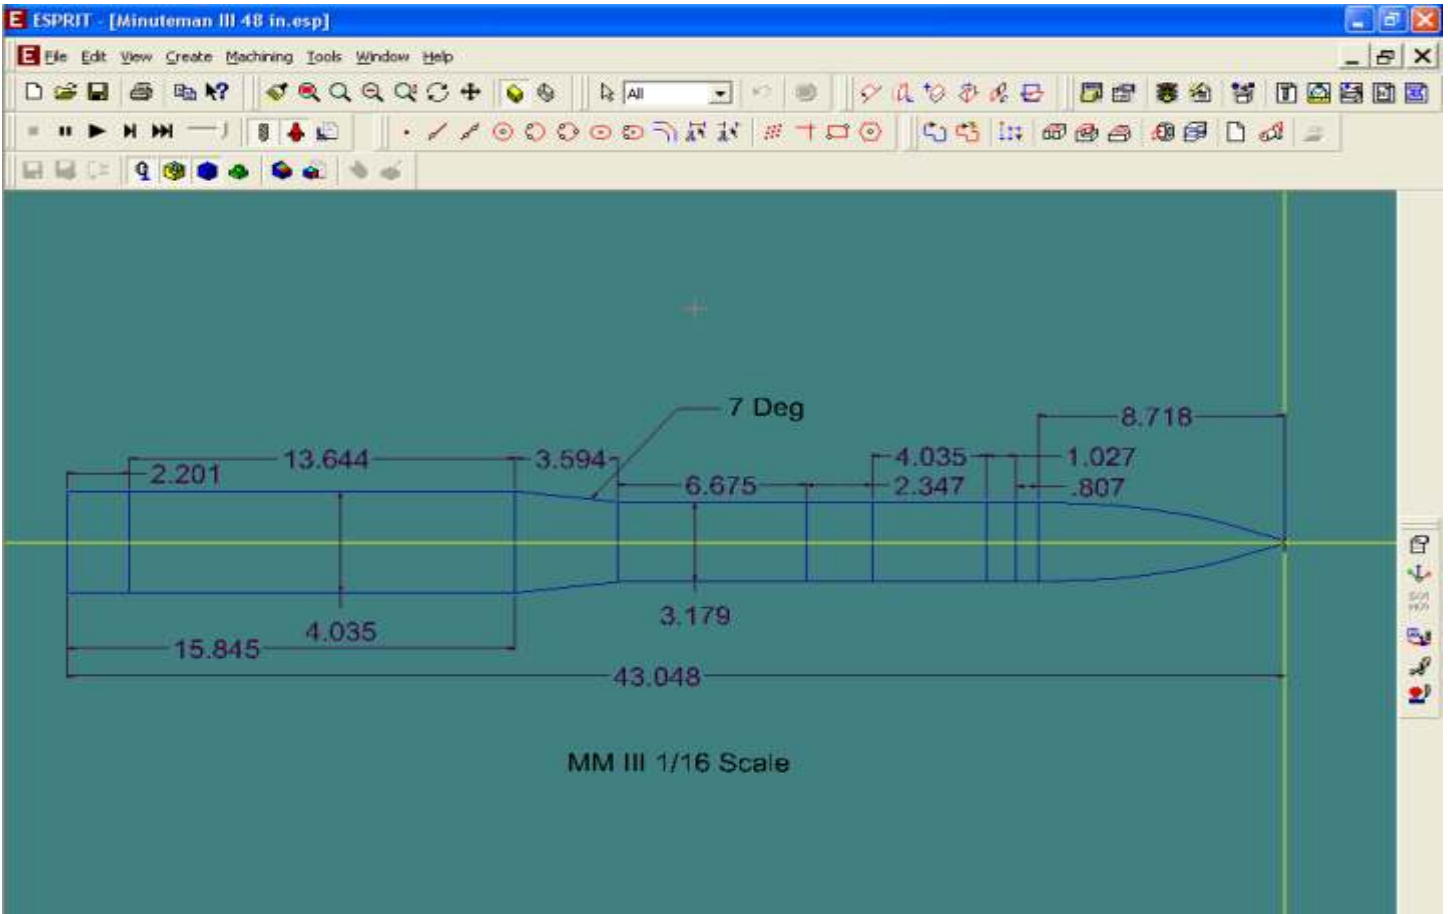 ESPRIT - [Minuteman III 48 in.esp]
File Edit View Create Machining Tools Window Help
All
7 Deg
8.718
13.644
3.594
4.035
1.027
2.201
6.675
2.347
.807
3.179
4.035
15.845
43.048
MM III 1/16 Scale